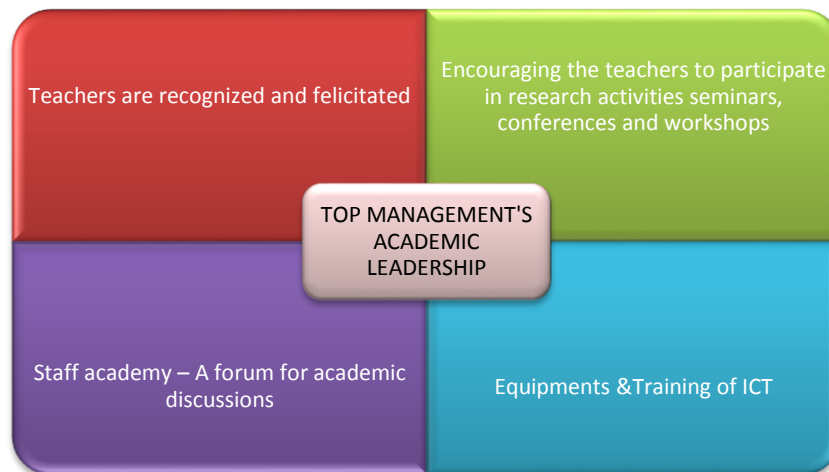 Teachers are recognized and felicitated
Encouraging the teachers to participate
in research activities seminars,
conferences and workshops
TOP MANAGEMENT'S
ACADEMIC
LEADERSHIP
Staff academy – A forum for academic
discussions
Equipments &Training of ICT